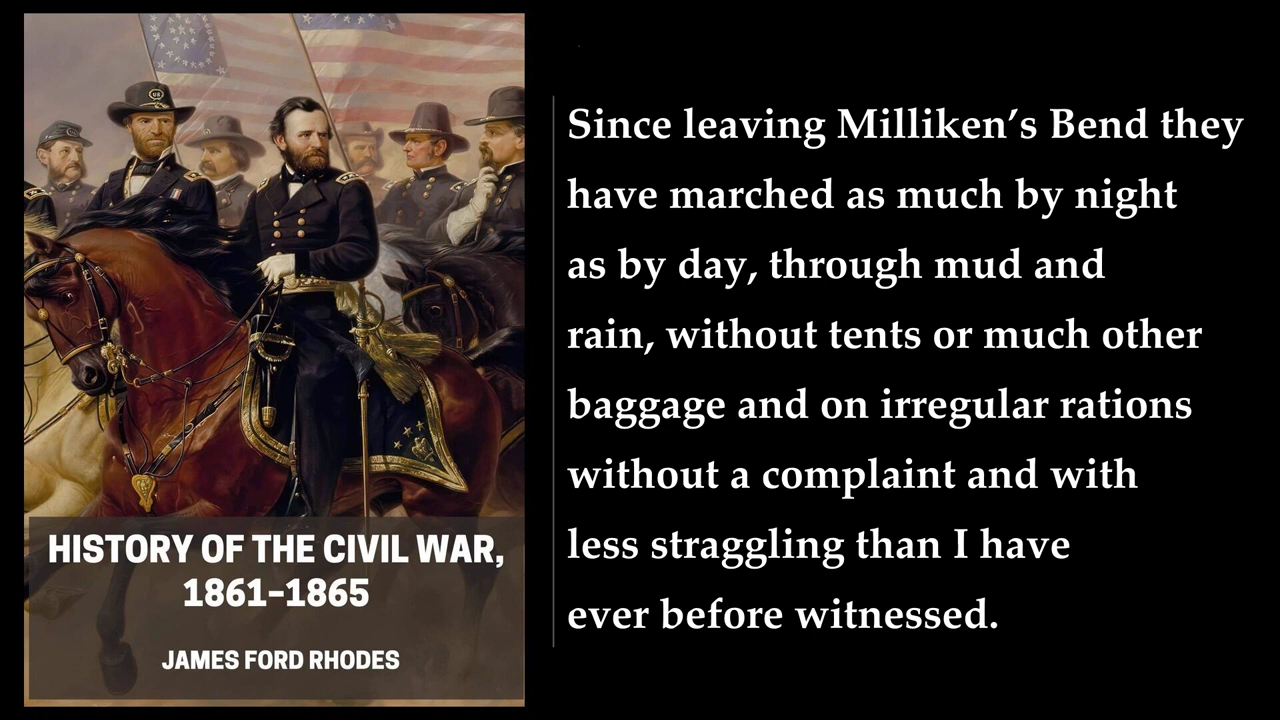 HISTORY OF THE CIVIL WAR,
1861–1865
JAMES FORD RHODES
Since leaving Milliken’s Bend they
have marched as much by night
as by day, through mud and
rain, without tents or much other
baggage and on irregular rations
without a complaint and with
less straggling than I have
ever before witnessed.